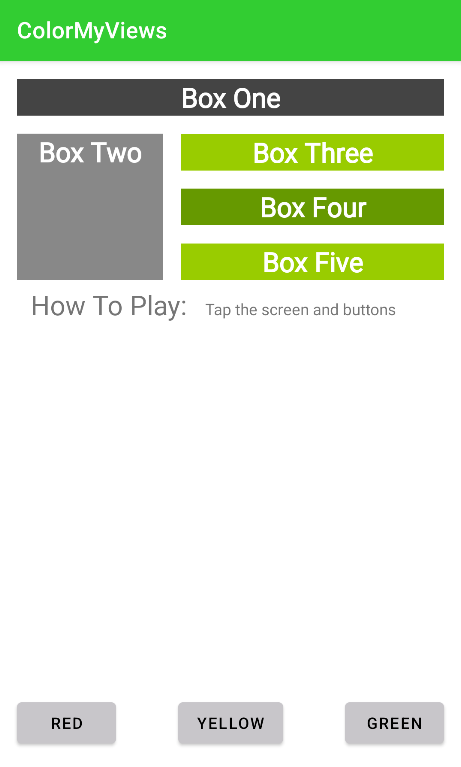 ColorMyViews
Box One
Box Two
Box Three
Box Four
Box Five
How To Play: Tap the screen and buttons
RED YELLOW GREEN